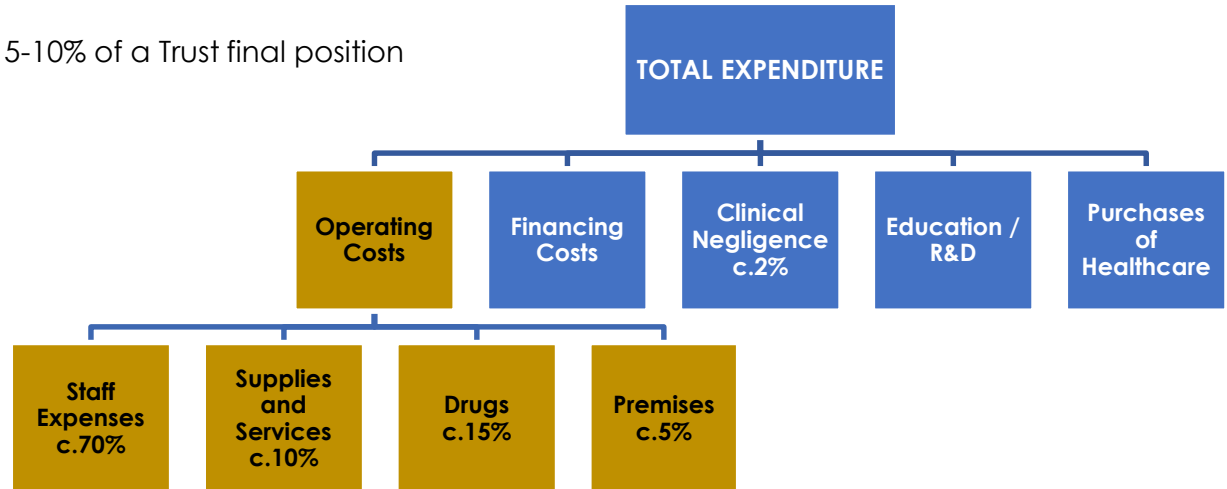 5-10% of a Trust final position
TOTAL EXPENDITURE
Operating
Costs
Financing
Costs
Clinical
Negligence
c.2%
Education /
R&D
Purchases
of
Healthcare
Staff
Expenses
c.70%
Supplies
and
Services
c.10%
Drugs
c.15%
Premises
c.5%